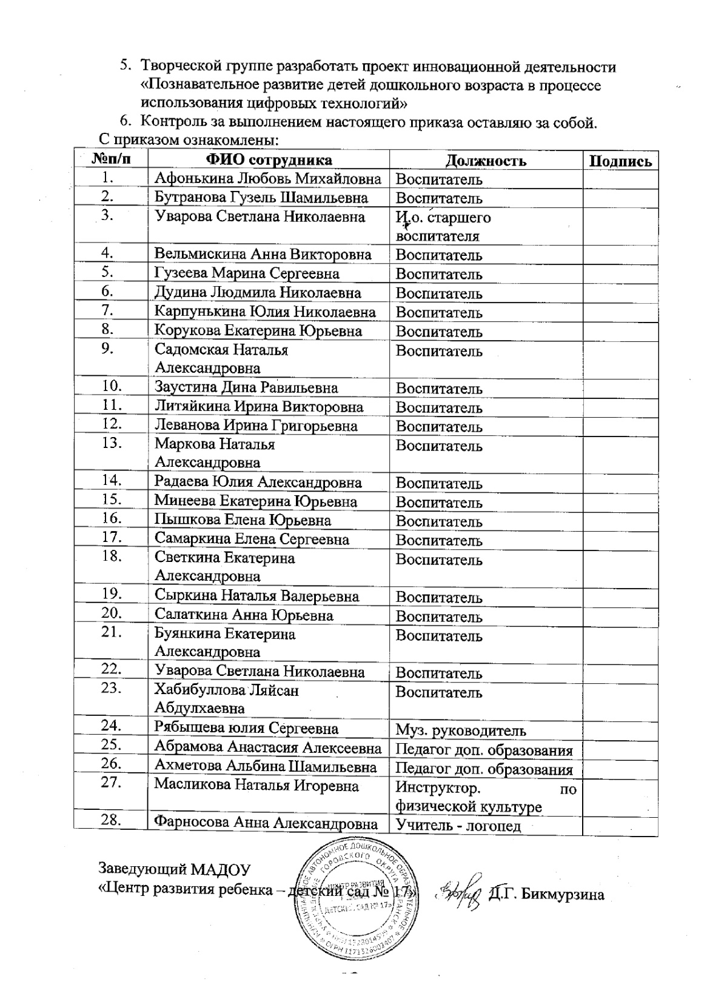 5. Творческой группе разработать проект инновационной деятельности
«Познавательное развитие детей дошкольного возраста в процессе
использования цифровых технологий»
6. Контроль за выполнением настоящего приказа оставляю за собой.
С приказом ознакомлены:
№п/п ФИО сотрудника Должность Подпись
1. Афонькина Любовь Михайловна Воспитатель
2. Бутранова Гузель Шамильевна Воспитатель
3. Уварова Светлана Николаевна И.о. старшего
воспитателя
4. Вельмискина Анна Викторовна Воспитатель
5. Гузеева Марина Сергеевна Воспитатель
6. Дудина Людмила Николаевна Воспитатель
7. Карпунькина Юлия Николаевна Воспитатель
8. Корукова Екатерина Юрьевна Воспитатель
9. Садомская Наталья Воспитатель
Александровна
10. Заустина Дина Равильевна Воспитатель
11. Литяйкина Ирина Викторовна Воспитатель
12. Леванова Ирина Григорьевна Воспитатель
13. Маркова Наталья Воспитатель
Александровна
14. Радаева Юлия Александровна Воспитатель
15. Минеева Екатерина Юрьевна Воспитатель
16. Пышкова Елена Юрьевна Воспитатель
17. Самаркина Елена Сергеевна Воспитатель
18. Светкина Екатерина Воспитатель
Александровна
19. Сыркина Наталья Валерьевна Воспитатель
20. Салаткина Анна Юрьевна Воспитатель
21. Буянкина Екатерина Воспитатель
Александровна
22. Уварова Светлана Николаевна Воспитатель
23. Хабибуллова Ляйсан Воспитатель
Абдулхаевна
24. Рябышева юлия Сергеевна Муз. руководитель
25. Абрамова Анастасия Алексеевна Педагог доп. образования
26. Ахметова Альбина Шамильевна Педагог доп. образования
27. Масликова Наталья Игоревна Инструктор. по
физической культуре
28. Фарносова Анна Александровна Учитель - логопед
Заведующий МАДОУ
«Центр развития ребенка – детский сад № 17» Д.Г. Бикмурзина
МУНИЦИПАЛЬНОЕ АВТОНОМНОЕ ДОШКОЛЬНОЕ ОБРАЗОВАТЕЛЬНОЕ
ГОРОДСКОГО ОКРУГА САРАНСК
ОГРН 1171326002407
ДЕТСКИЙ САД № 17»